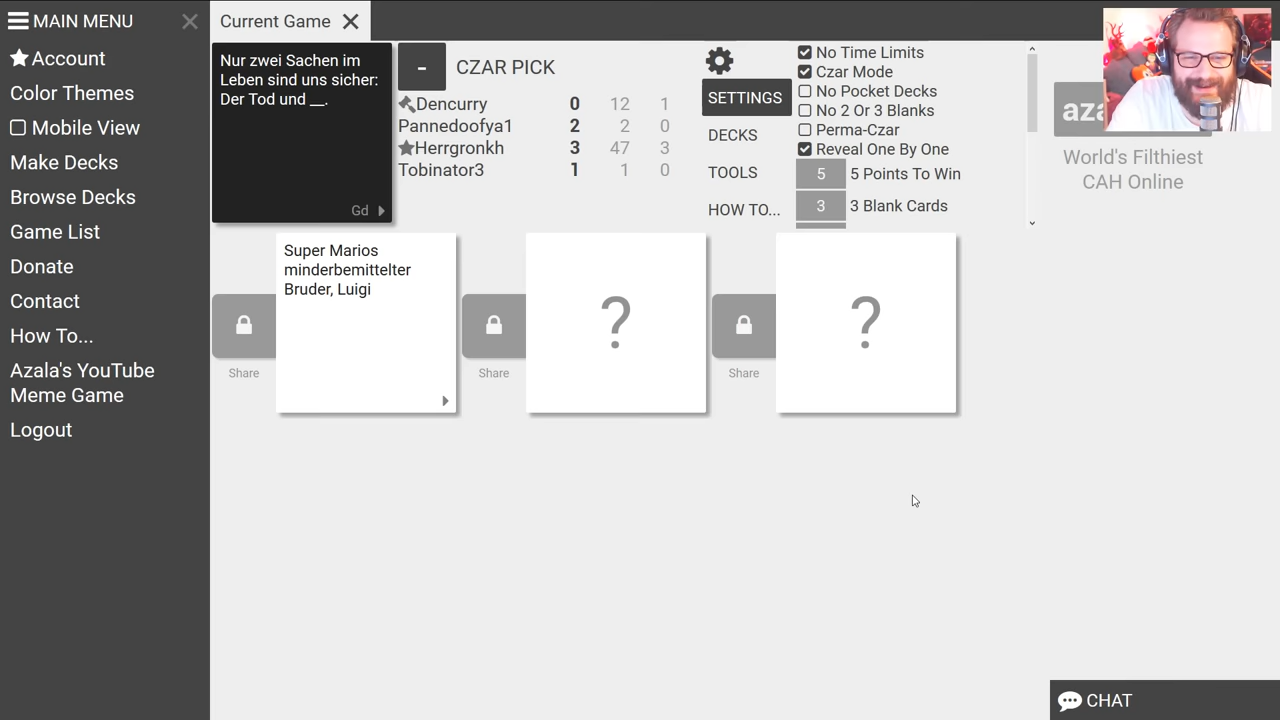 MAIN MENU
Account
Color Themes
Mobile View
Make Decks
Browse Decks
Game List
Donate
Contact
How To...
Azala's YouTube
Meme Game
Logout
Current Game
Nur zwei Sachen im
Leben sind uns sicher:
Der Tod und __.
Gd
-
CZAR PICK
Dencurry 0 12 1
Pannedoofya1 2 2 0
Herrgronkh 3 47 3
Tobinator3 1 1 0
SETTINGS
DECKS
TOOLS
HOW TO...
No Time Limits
Czar Mode
No Pocket Decks
No 2 Or 3 Blanks
Perma-Czar
Reveal One By One
5 5 Points To Win
3 3 Blank Cards
World's Filthiest
CAH Online
Super Marios
minderbemittelter
Bruder, Luigi
Share
?
Share
?
Share
CHAT